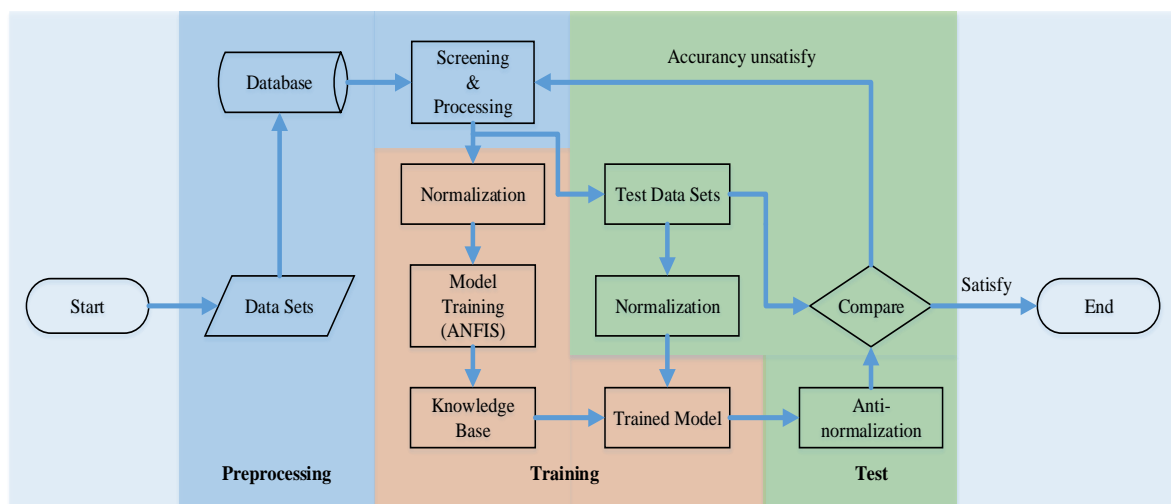 Database
Screening
&
Processing
Accurancy unsatisfy
Normalization
Test Data Sets
Start
Data Sets
Model
Training
(ANFIS)
Normalization
Compare
Satisfy
End
Knowledge
Base
Trained Model
Anti-
normalization
Preprocessing
Training
Test